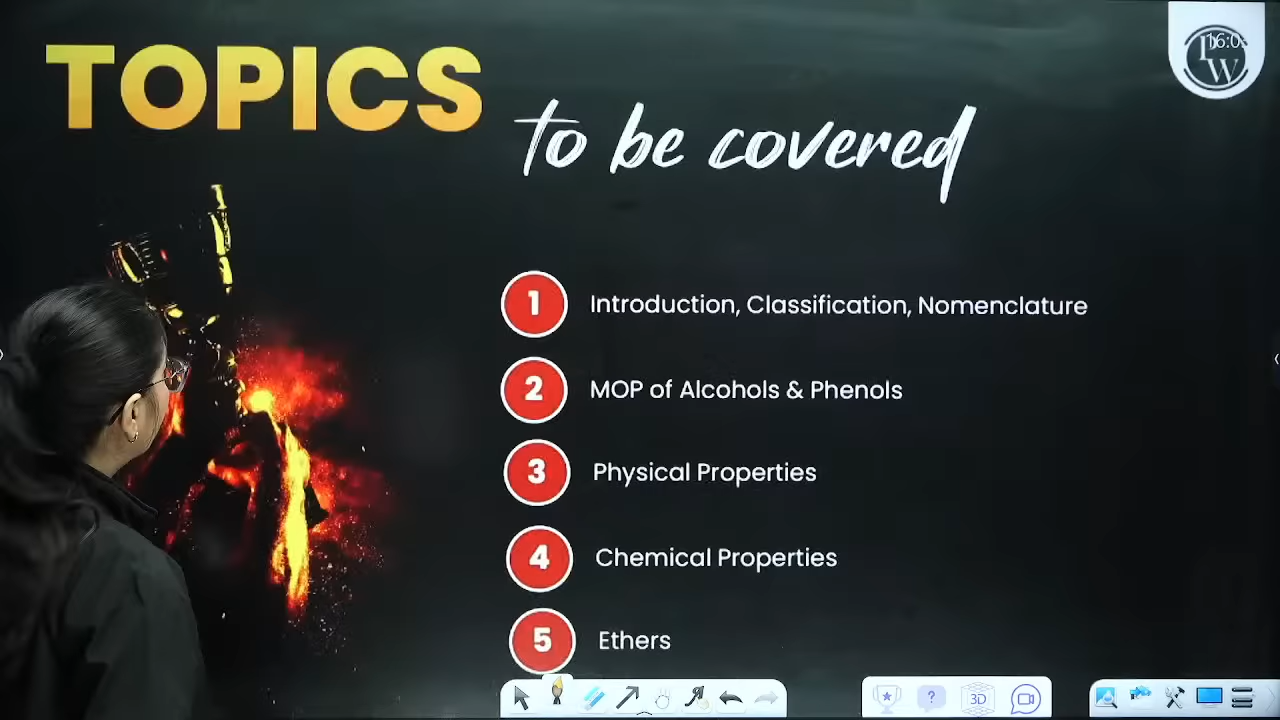 TOPICS
to be covered
1 Introduction, Classification, Nomenclature
2 MOP of Alcohols & Phenols
3 Physical Properties
4 Chemical Properties
5 Ethers
?
3D